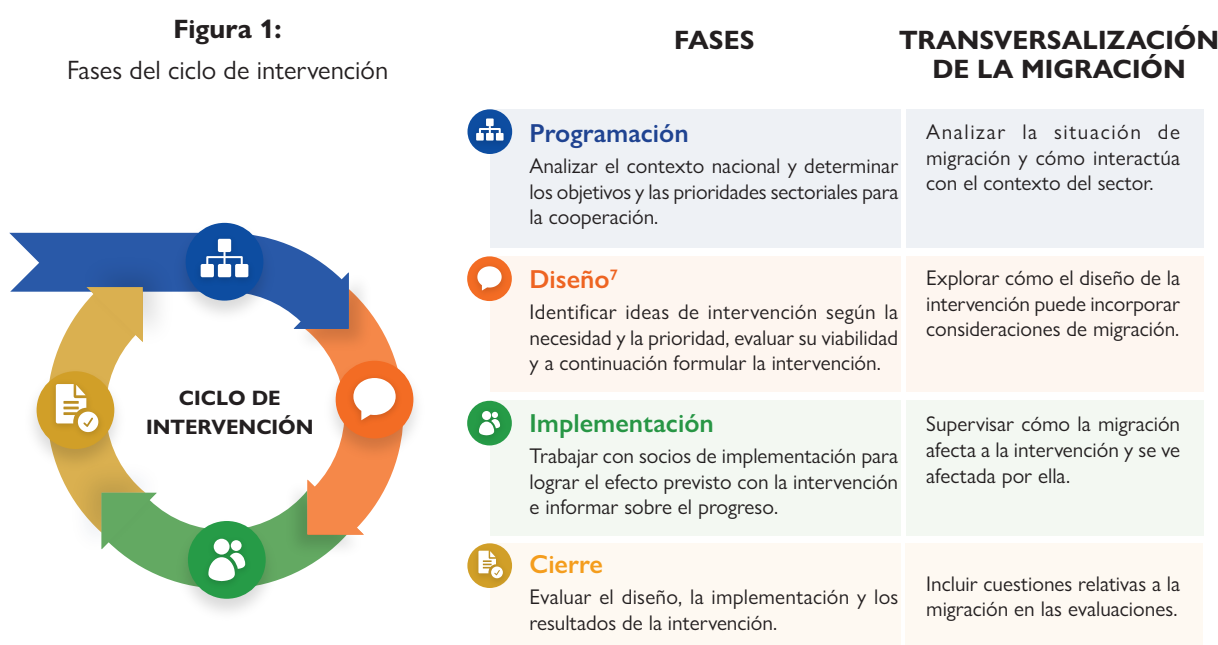 Figura 1:
Fases del ciclo de intervención
CICLO DE
INTERVENCIÓN
FASES
TRANSVERSALIZACIÓN
DE LA MIGRACIÓN
Programación
Analizar el contexto nacional y determinar
los objetivos y las prioridades sectoriales para
la cooperación.
Analizar la situación de
migración y cómo interactúa
con el contexto del sector.
Diseño⁷
Identificar ideas de intervención según la
necesidad y la prioridad, evaluar su viabilidad
y a continuación formular la intervención.
Explorar cómo el diseño de la
intervención puede incorporar
consideraciones de migración.
Implementación
Trabajar con socios de implementación para
lograr el efecto previsto con la intervención
e informar sobre el progreso.
Supervisar cómo la migración
afecta a la intervención y se ve
afectada por ella.
Cierre
Evaluar el diseño, la implementación y los
resultados de la intervención.
Incluir cuestiones relativas a la
migración en las evaluaciones.